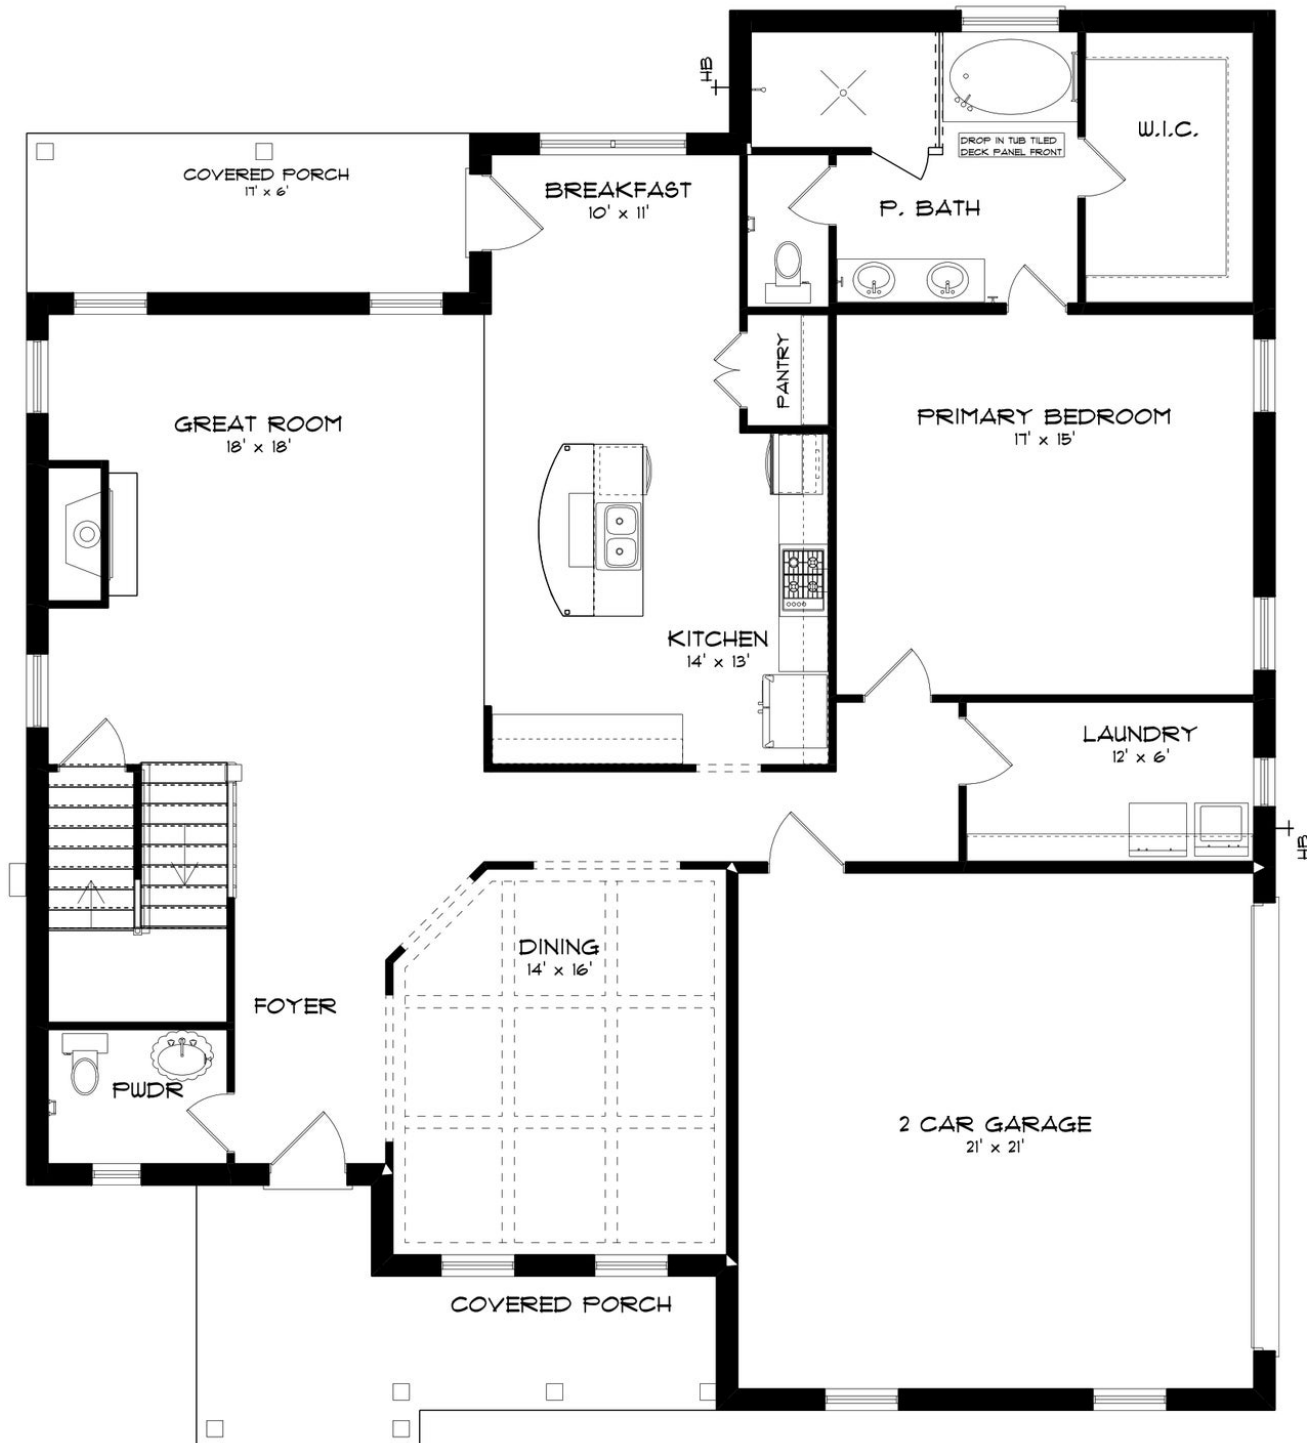 HB
W.I.C.
DROP IN TUB TILED
DECK PANEL FRONT
COVERED PORCH
17' x 6'
BREAKFAST
10' x 11'
P. BATH
PANTRY
GREAT ROOM
18' x 18'
PRIMARY BEDROOM
17' x 15'
KITCHEN
14' x 13'
LAUNDRY
12' x 6'
HB
DINING
14' x 16'
FOYER
PWDR
2 CAR GARAGE
21' x 21'
COVERED PORCH